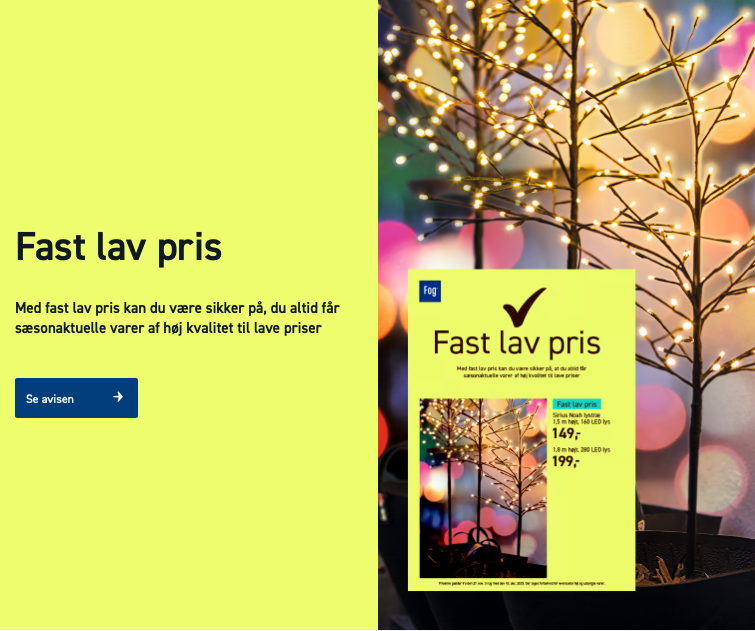 Fast lav pris
Med fast lav pris kan du være sikker på, du altid får
sæsonaktuelle varer af høj kvalitet til lave priser
Se avisen
Fog
Fast lav pris
Med fast lav pris kan du være sikker på, at du altid får
sæsonaktuelle varer af høj kvalitet til lave priser
Fast lav pris
Sirius Noah lystræ
1,5 m højt, 160 LED lys
149,-
1,8 m højt, 280 LED lys
199,-